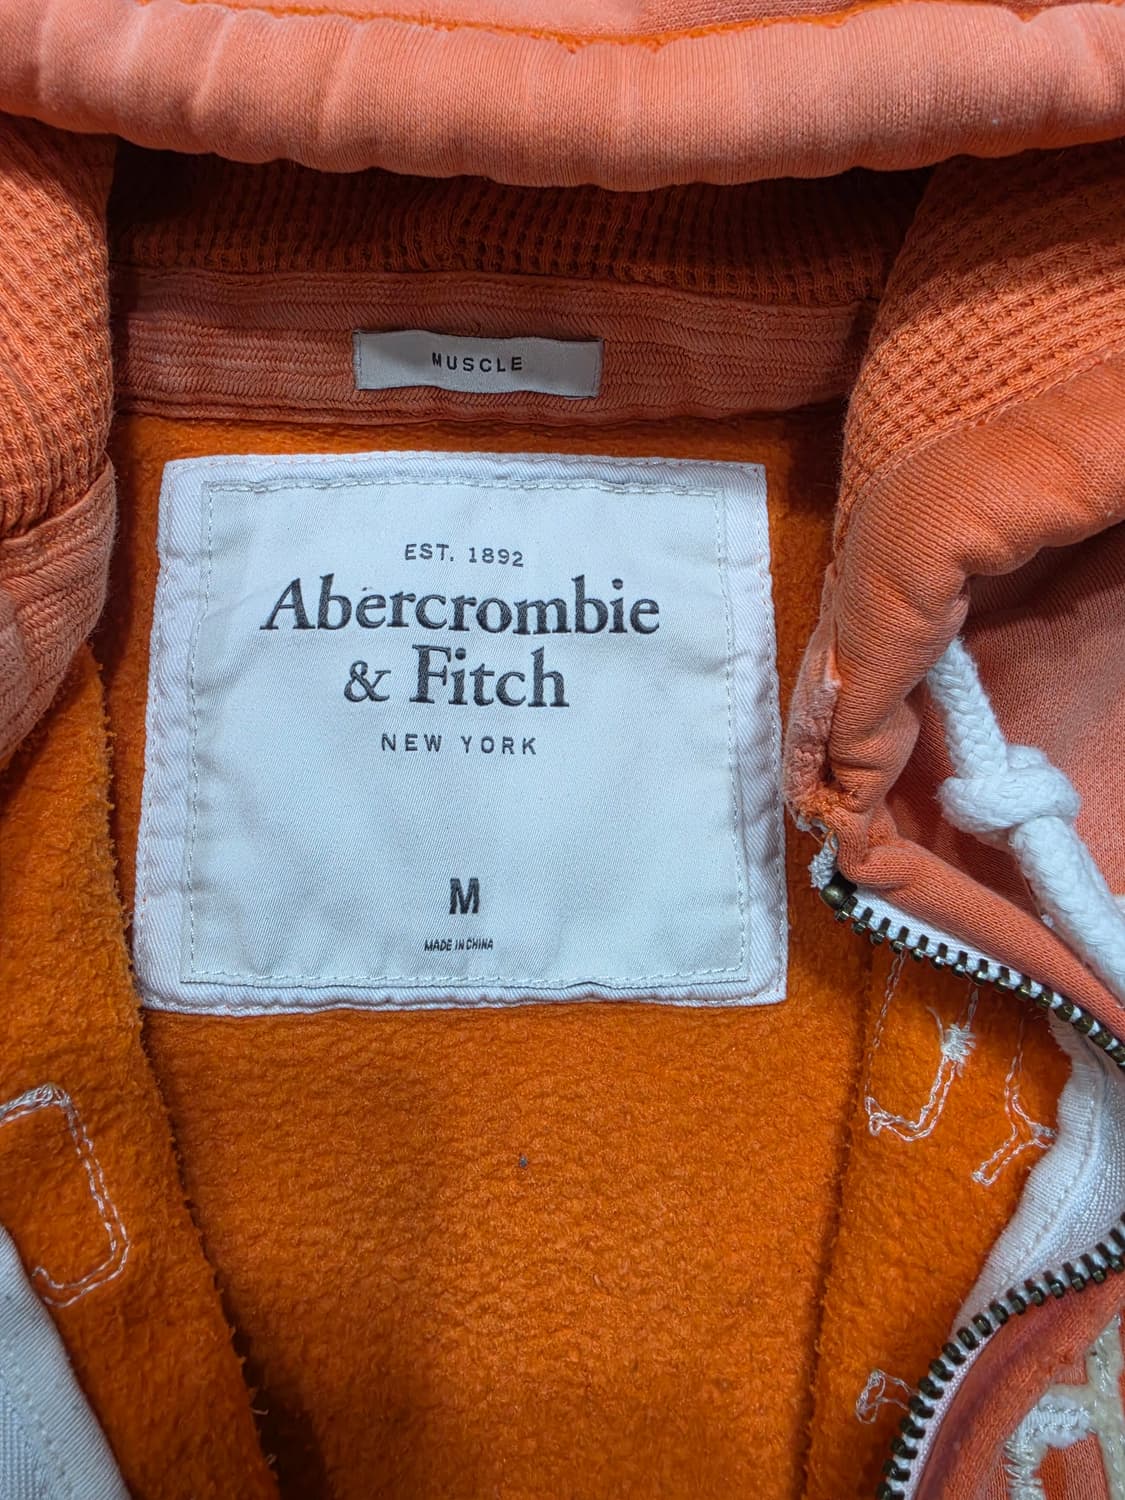 MUSCLE
EST. 1892
Abercrombie
& Fitch
NEW YORK
M
MADE IN CHINA